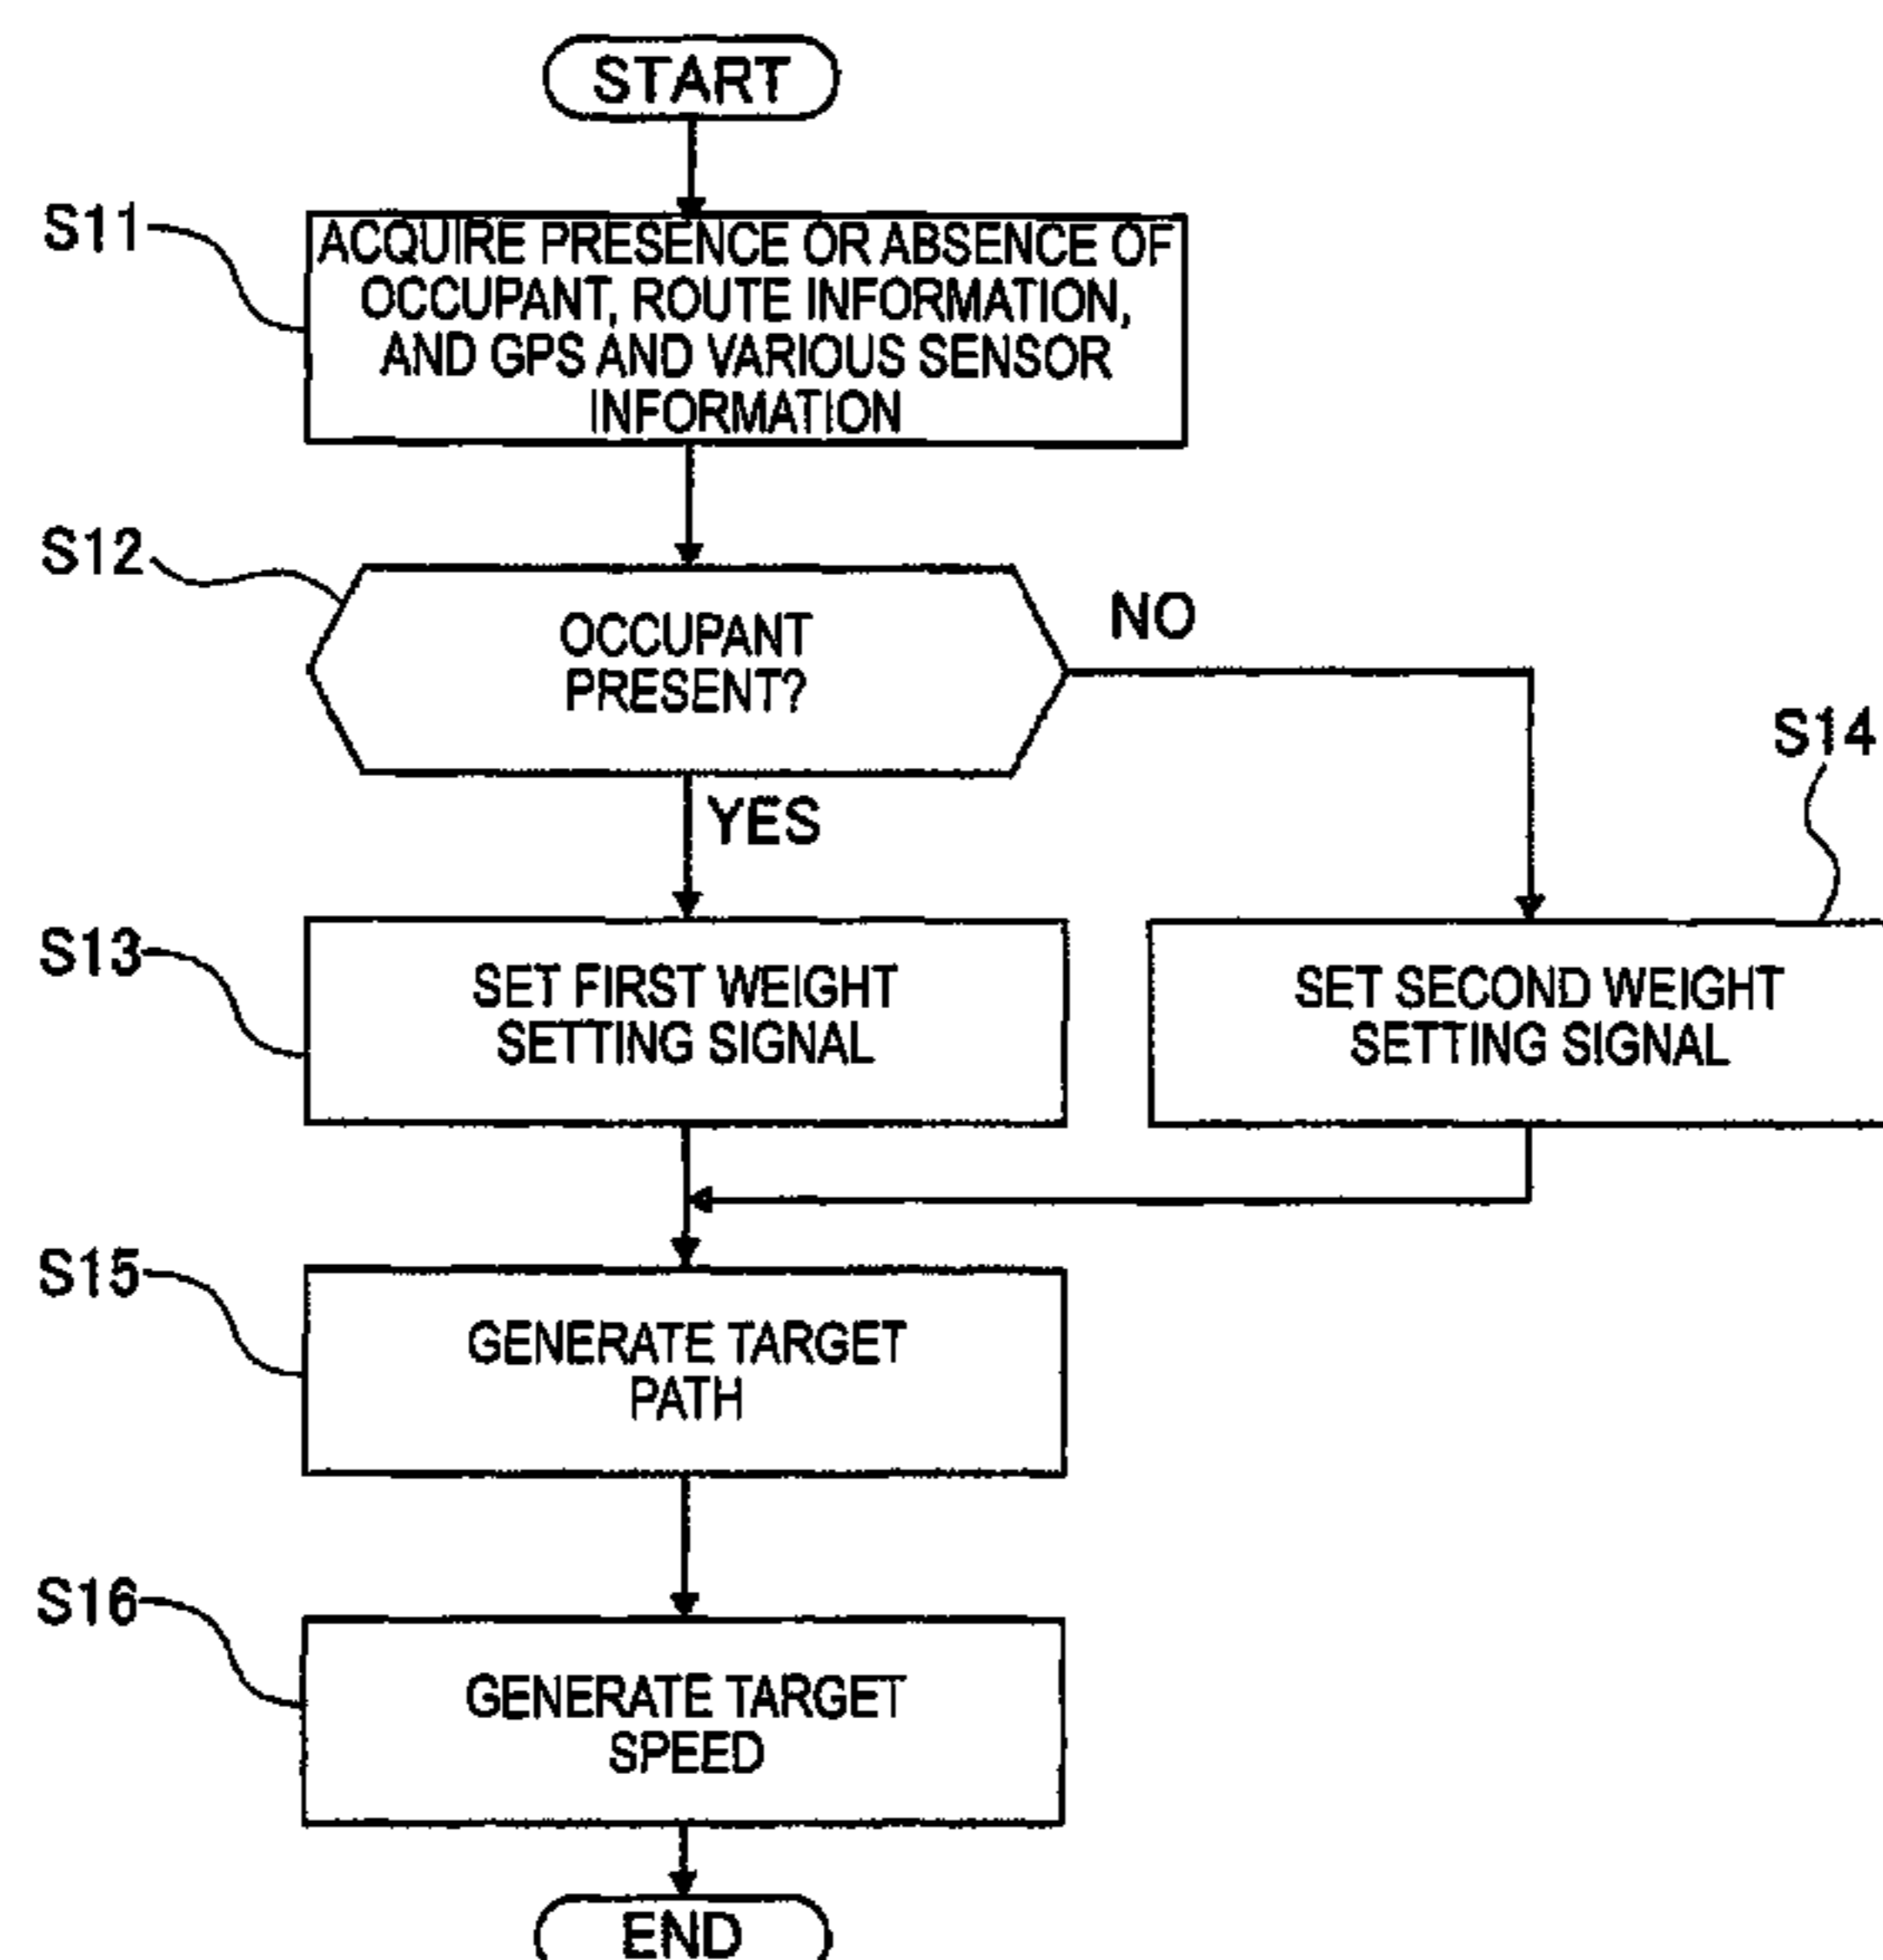 START
S11
ACQUIRE PRESENCE OR ABSENCE OF
OCCUPANT, ROUTE INFORMATION,
AND GPS AND VARIOUS SENSOR
INFORMATION
S12
OCCUPANT
PRESENT?
NO
YES
S13
SET FIRST WEIGHT
SETTING SIGNAL
S14
SET SECOND WEIGHT
SETTING SIGNAL
S15
GENERATE TARGET
PATH
S16
GENERATE TARGET
SPEED
END